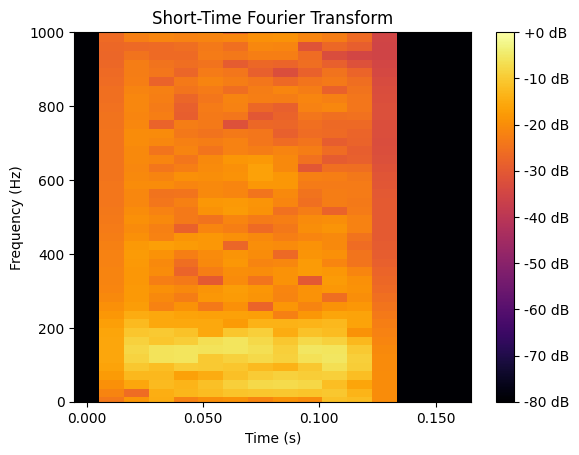 Short-Time Fourier Transform
1000
800
600
400
200
0
Frequency (Hz)
0.000
0.050
0.100
0.150
Time (s)
+0 dB
-10 dB
-20 dB
-30 dB
-40 dB
-50 dB
-60 dB
-70 dB
-80 dB